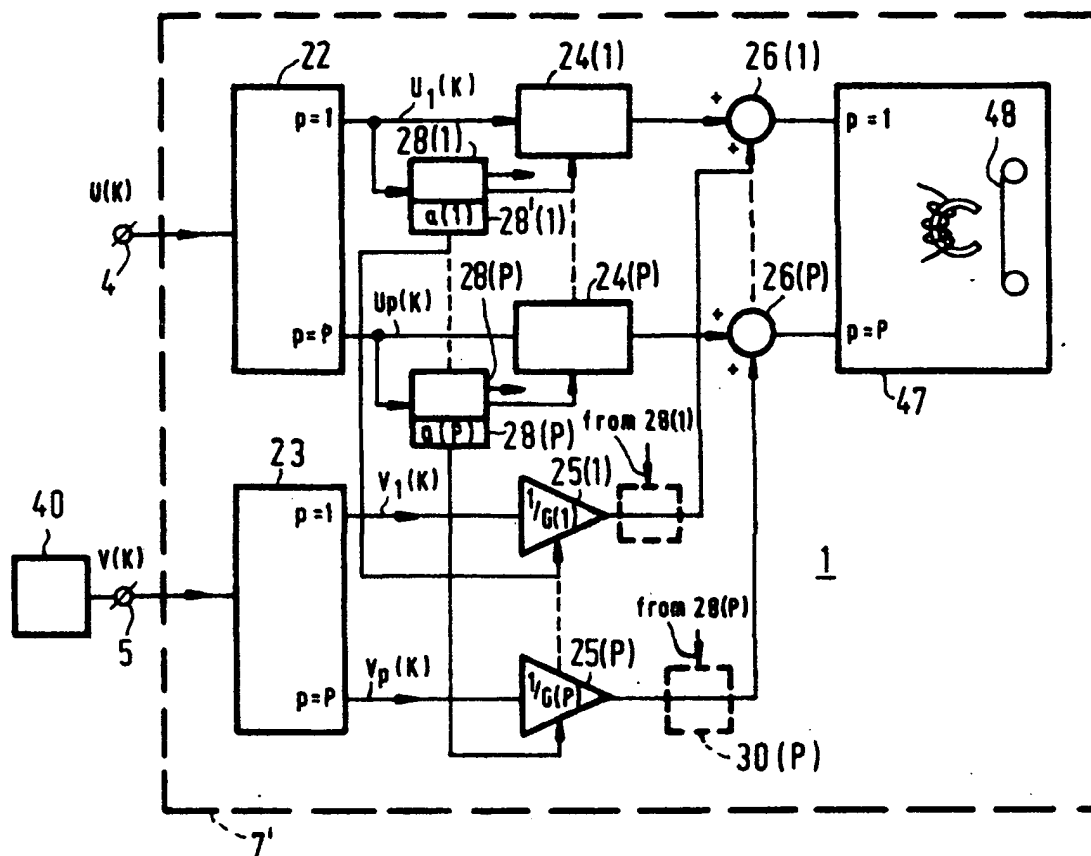 22
24(1)
26(1)
p=1
U₁(K)
28(1)
+
+
p=1
48
U(K)
a(1)
28'(1)
4
28(P)
24(P)
26(P)
Up(K)
p=P
+
+
p=P
47
a(P)
28(P)
from 28(1)
23
25(1)
V₁(K)
p=1
1/G(1)
40
V(K)
1
5
from 28(P)
25(P)
Vp(K)
p=P
1/G(P)
30(P)
7'